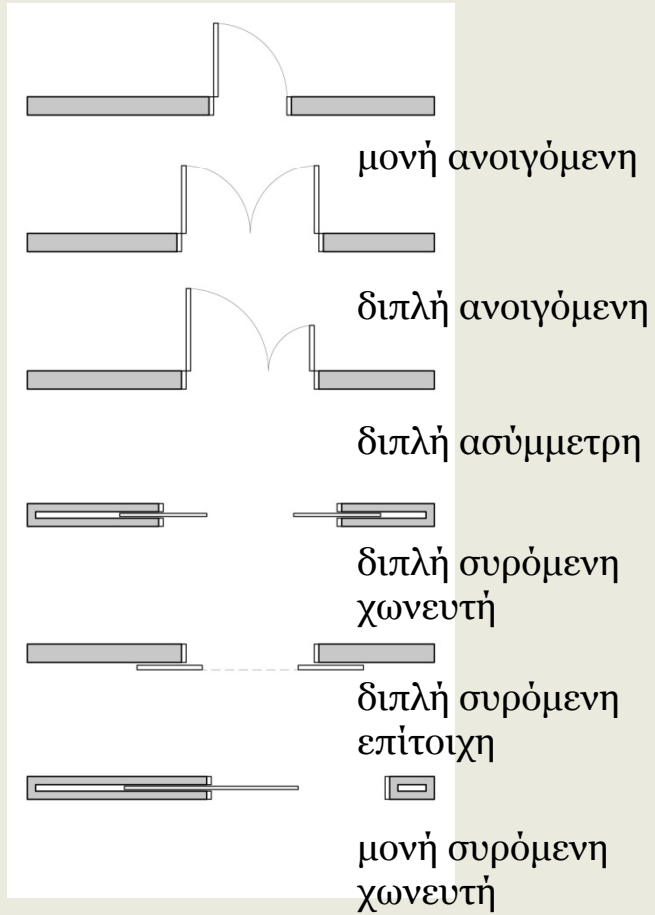 μονή ανοιγόμενη
διπλή ανοιγόμενη
διπλή ασύμμετρη
διπλή συρόμενη
χωνευτή
διπλή συρόμενη
επίτοιχη
μονή συρόμενη
χωνευτή